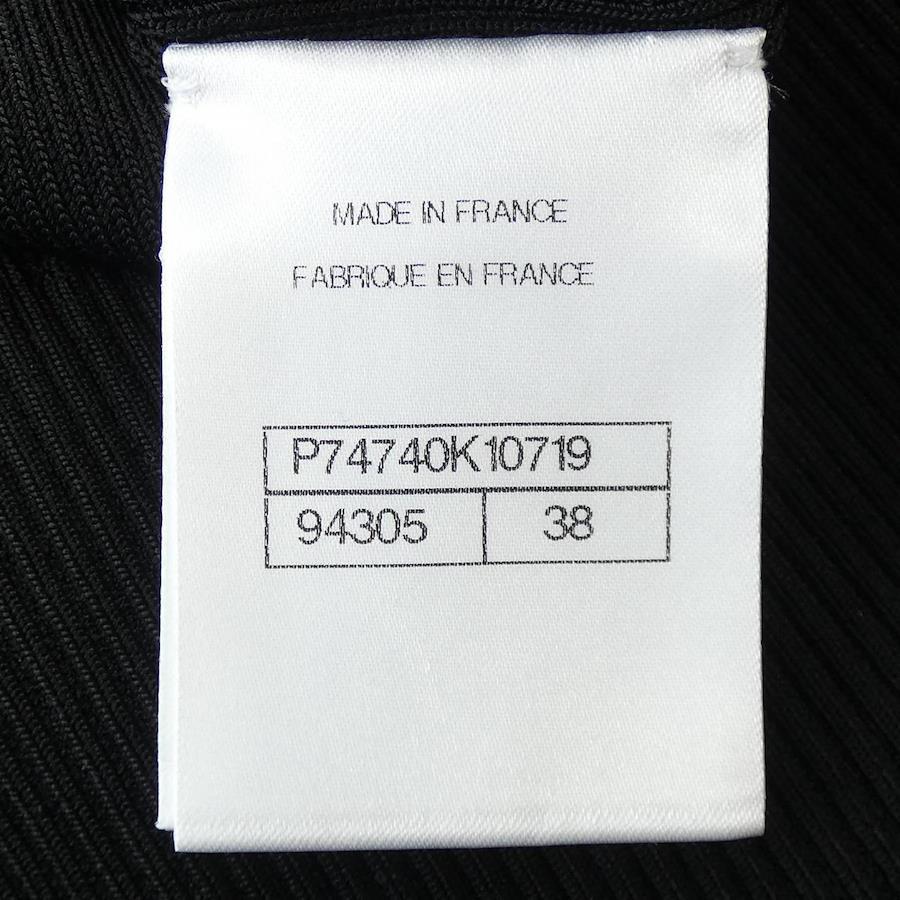 MADE IN FRANCE
FABRIQUE EN FRANCE
P74740K10719
94305 38